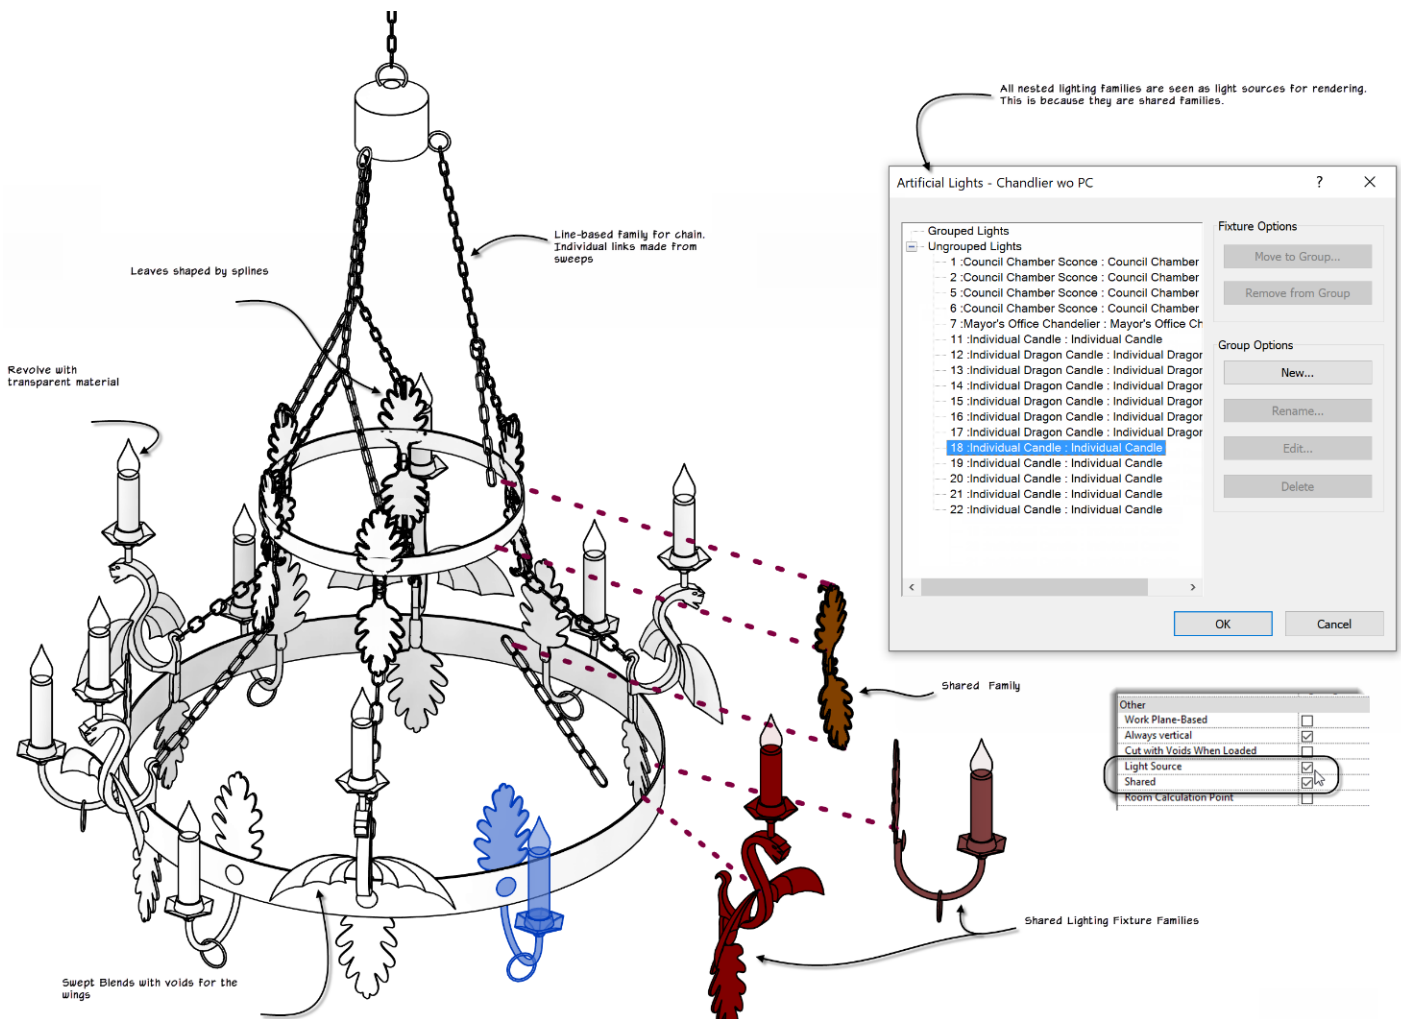 All nested lighting families are seen as light sources for rendering.
This is because they are shared families.
Artificial Lights - Chandlier wo PC
?
Grouped Lights
Ungrouped Lights
1 :Council Chamber Sconce : Council Chamber
2 :Council Chamber Sconce : Council Chamber
5 :Council Chamber Sconce : Council Chamber
6 :Council Chamber Sconce : Council Chamber
7 :Mayor's Office Chandelier : Mayor's Office Ch
11 :Individual Candle : Individual Candle
12 :Individual Dragon Candle : Individual Dragor
13 :Individual Dragon Candle : Individual Dragor
14 :Individual Dragon Candle : Individual Dragor
15 :Individual Dragon Candle : Individual Dragor
16 :Individual Dragon Candle : Individual Dragor
17 :Individual Dragon Candle : Individual Dragor
18 :Individual Candle : Individual Candle
19 :Individual Candle : Individual Candle
20 :Individual Candle : Individual Candle
21 :Individual Candle : Individual Candle
22 :Individual Candle : Individual Candle
Fixture Options
Move to Group...
Remove from Group
Group Options
New...
Rename...
Edit...
Delete
OK
Cancel
Line-based family for chain.
Individual links made from
sweeps
Leaves shaped by splines
Revolve with
transparent material
Shared Family
Other
Work Plane-Based
Always vertical
Cut with Voids When Loaded
Light Source
Shared
Room Calculation Point
Shared Lighting Fixture Families
Swept Blends with voids for the
wings